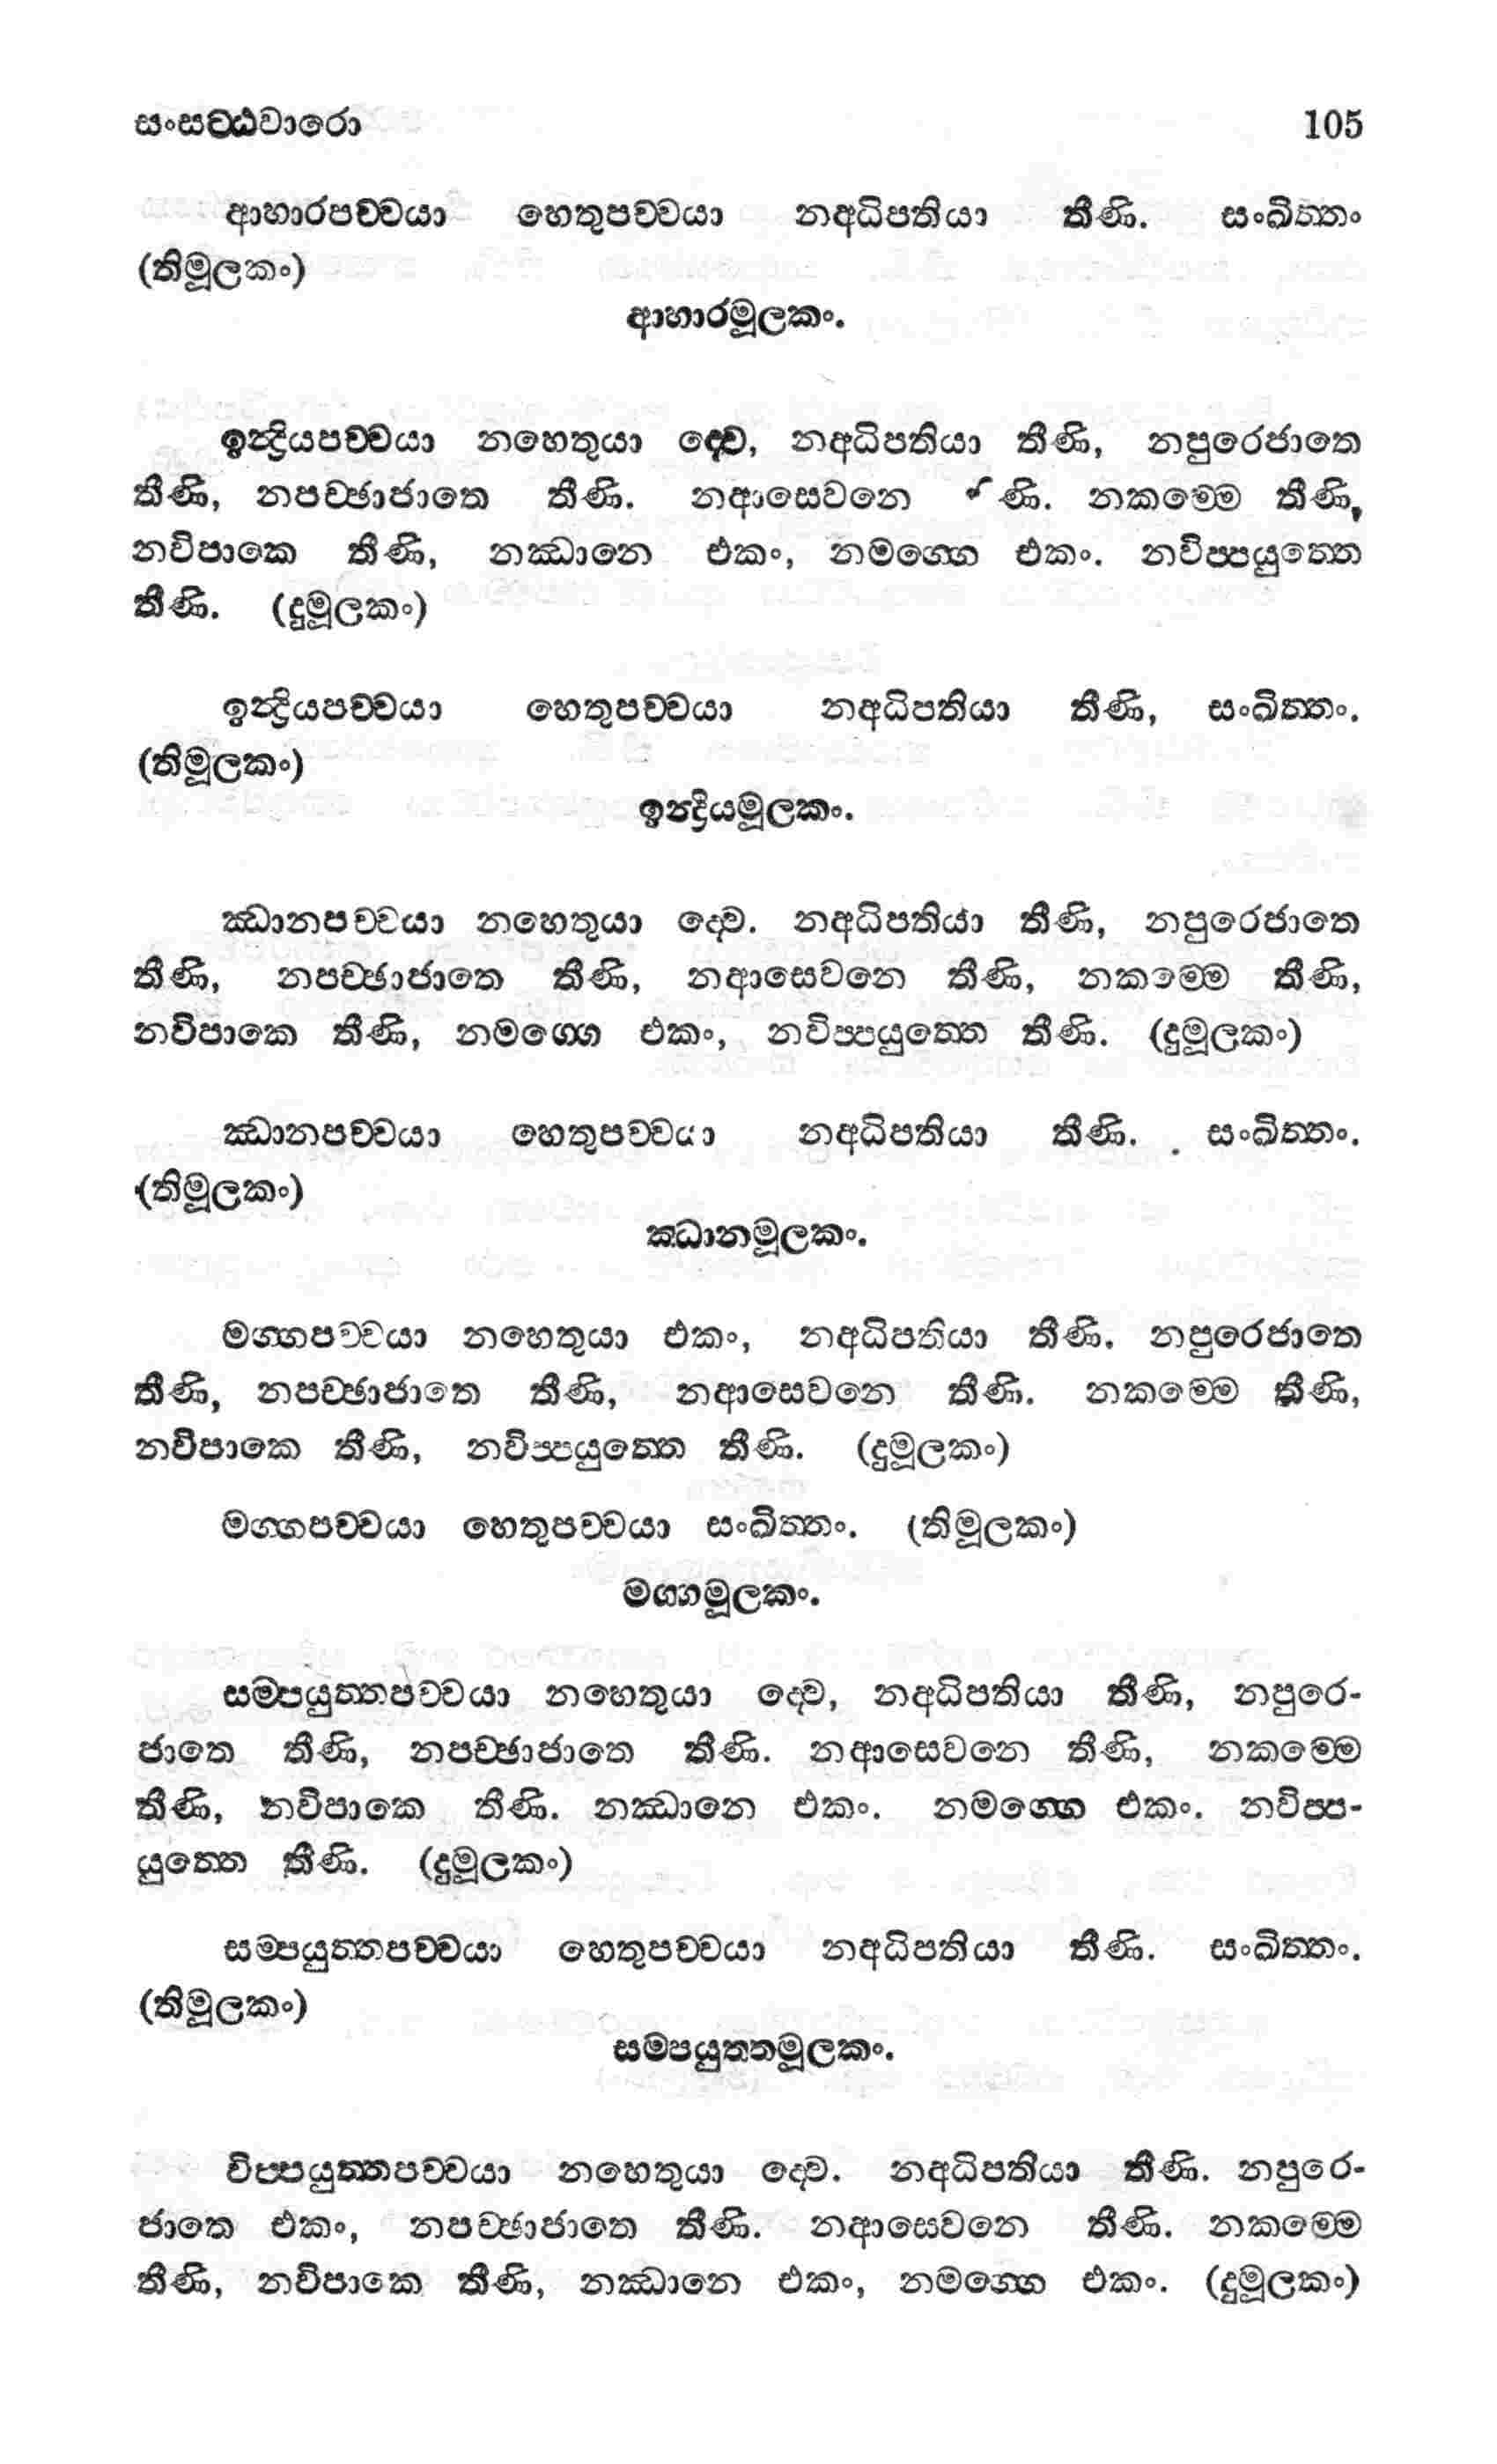 සංසට්ඨවාරො 105
ආහාරපච්චයා හෙතුපච්චයා නඅධිපතියා තීණි. සංඛිත්තං
(තිමූලකං)
ආහාරමූලකං.
ඉන්ද්‍රියපච්චයා නහෙතුයා ද්වෙ, නඅධිපතියා තීණි, නපුරෙජාතෙ
තීණි, නපච්ඡාජාතෙ තීණි. නආසෙවනෙ ණි. නකම්මෙ තීණි,
නවිපාකෙ තීණි, නඣානෙ එකං, නමග්ගෙ එකං. නවිප්පයුත්තෙ
තීණි. (දුමූලකං)
ඉන්ද්‍රියපච්චයා හෙතුපච්චයා නඅධිපතියා තීණි, සංඛිත්තං.
(තිමූලකං)
ඉන්ද්‍රියමූලකං.
ඣානපච්චයා නහෙතුයා ද්වෙ. නඅධිපතියා තීණි, නපුරෙජාතෙ
තීණි, නපච්ඡාජාතෙ තීණි, නආසෙවනෙ තීණි, නකම්මෙ තීණි,
නවිපාකෙ තීණි, නමග්ගෙ එකං, නවිප්පයුත්තෙ තීණි. (දුමූලකං)
ඣානපච්චයා හෙතුපච්චයා නඅධිපතියා තීණි. සංඛිත්තං.
(තිමූලකං)
ඣානමූලකං.
මග්ගපච්චයා නහෙතුයා එකං, නඅධිපතියා තීණි. නපුරෙජාතෙ
තීණි, නපච්ඡාජාතෙ තීණි, නආසෙවනෙ තීණි. නකම්මෙ තීණි,
නවිපාකෙ තීණි, නවිප්පයුත්තෙ තීණි. (දුමූලකං)
මග්ගපච්චයා හෙතුපච්චයා සංඛිත්තං. (තිමූලකං)
මග්ගමූලකං.
සම්පයුත්තපච්චයා නහෙතුයා ද්වෙ, නඅධිපතියා තීණි, නපුරෙ-
ජාතෙ තීණි, නපච්ඡාජාතෙ තීණි. නආසෙවනෙ තීණි, නකම්මෙ
තීණි, නවිපාකෙ තීණි. නඣානෙ එකං. නමග්ගෙ එකං. නවිප්ප-
යුත්තෙ තීණි. (දුමූලකං)
සම්පයුත්තපච්චයා හෙතුපච්චයා නඅධිපතියා තීණි. සංඛිත්තං.
(තිමූලකං)
සම්පයුත්තමූලකං.
විප්පයුත්තපච්චයා නහෙතුයා ද්වෙ. නඅධිපතියා තීණි. නපුරෙ-
ජාතෙ එකං, නපච්ඡාජාතෙ තීණි. නආසෙවනෙ තීණි. නකම්මෙ
තීණි, නවිපාකෙ තීණි, නඣානෙ එකං, නමග්ගෙ එකං. (දුමූලකං)